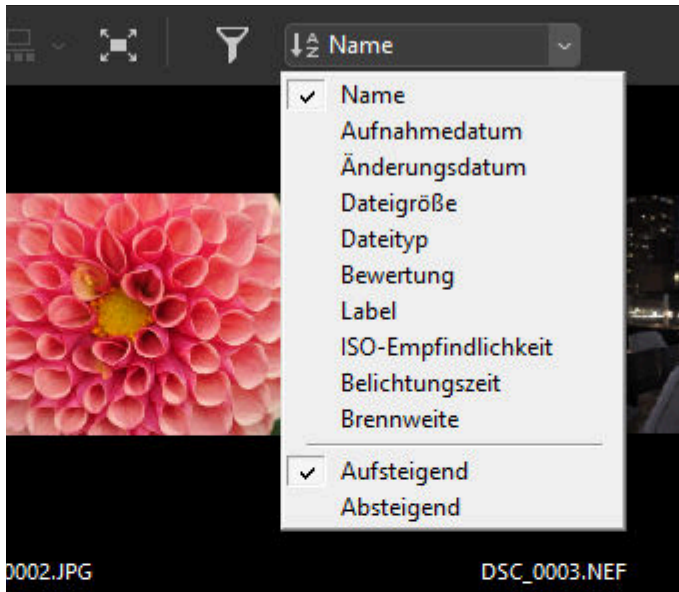 Name
Name
Aufnahmedatum
Änderungsdatum
Dateigröße
Dateityp
Bewertung
Label
ISO-Empfindlichkeit
Belichtungszeit
Brennweite
Aufsteigend
Absteigend
0002.JPG
DSC_0003.NEF